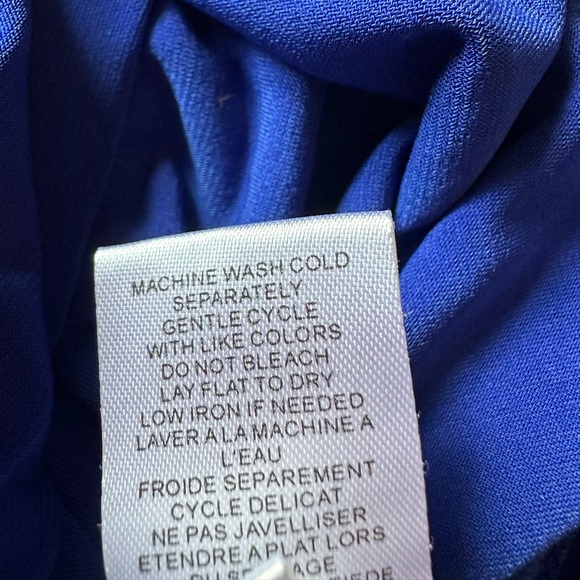 MACHINE WASH COLD
SEPARATELY
GENTLE CYCLE
WITH LIKE COLORS
DO NOT BLEACH
LAY FLAT TO DRY
LOW IRON IF NEEDED
LAVER A LA MACHINE A
L'EAU
FROIDE SEPAREMENT
CYCLE DELICAT
NE PAS JAVELLISER
ETENDRE A PLAT LORS